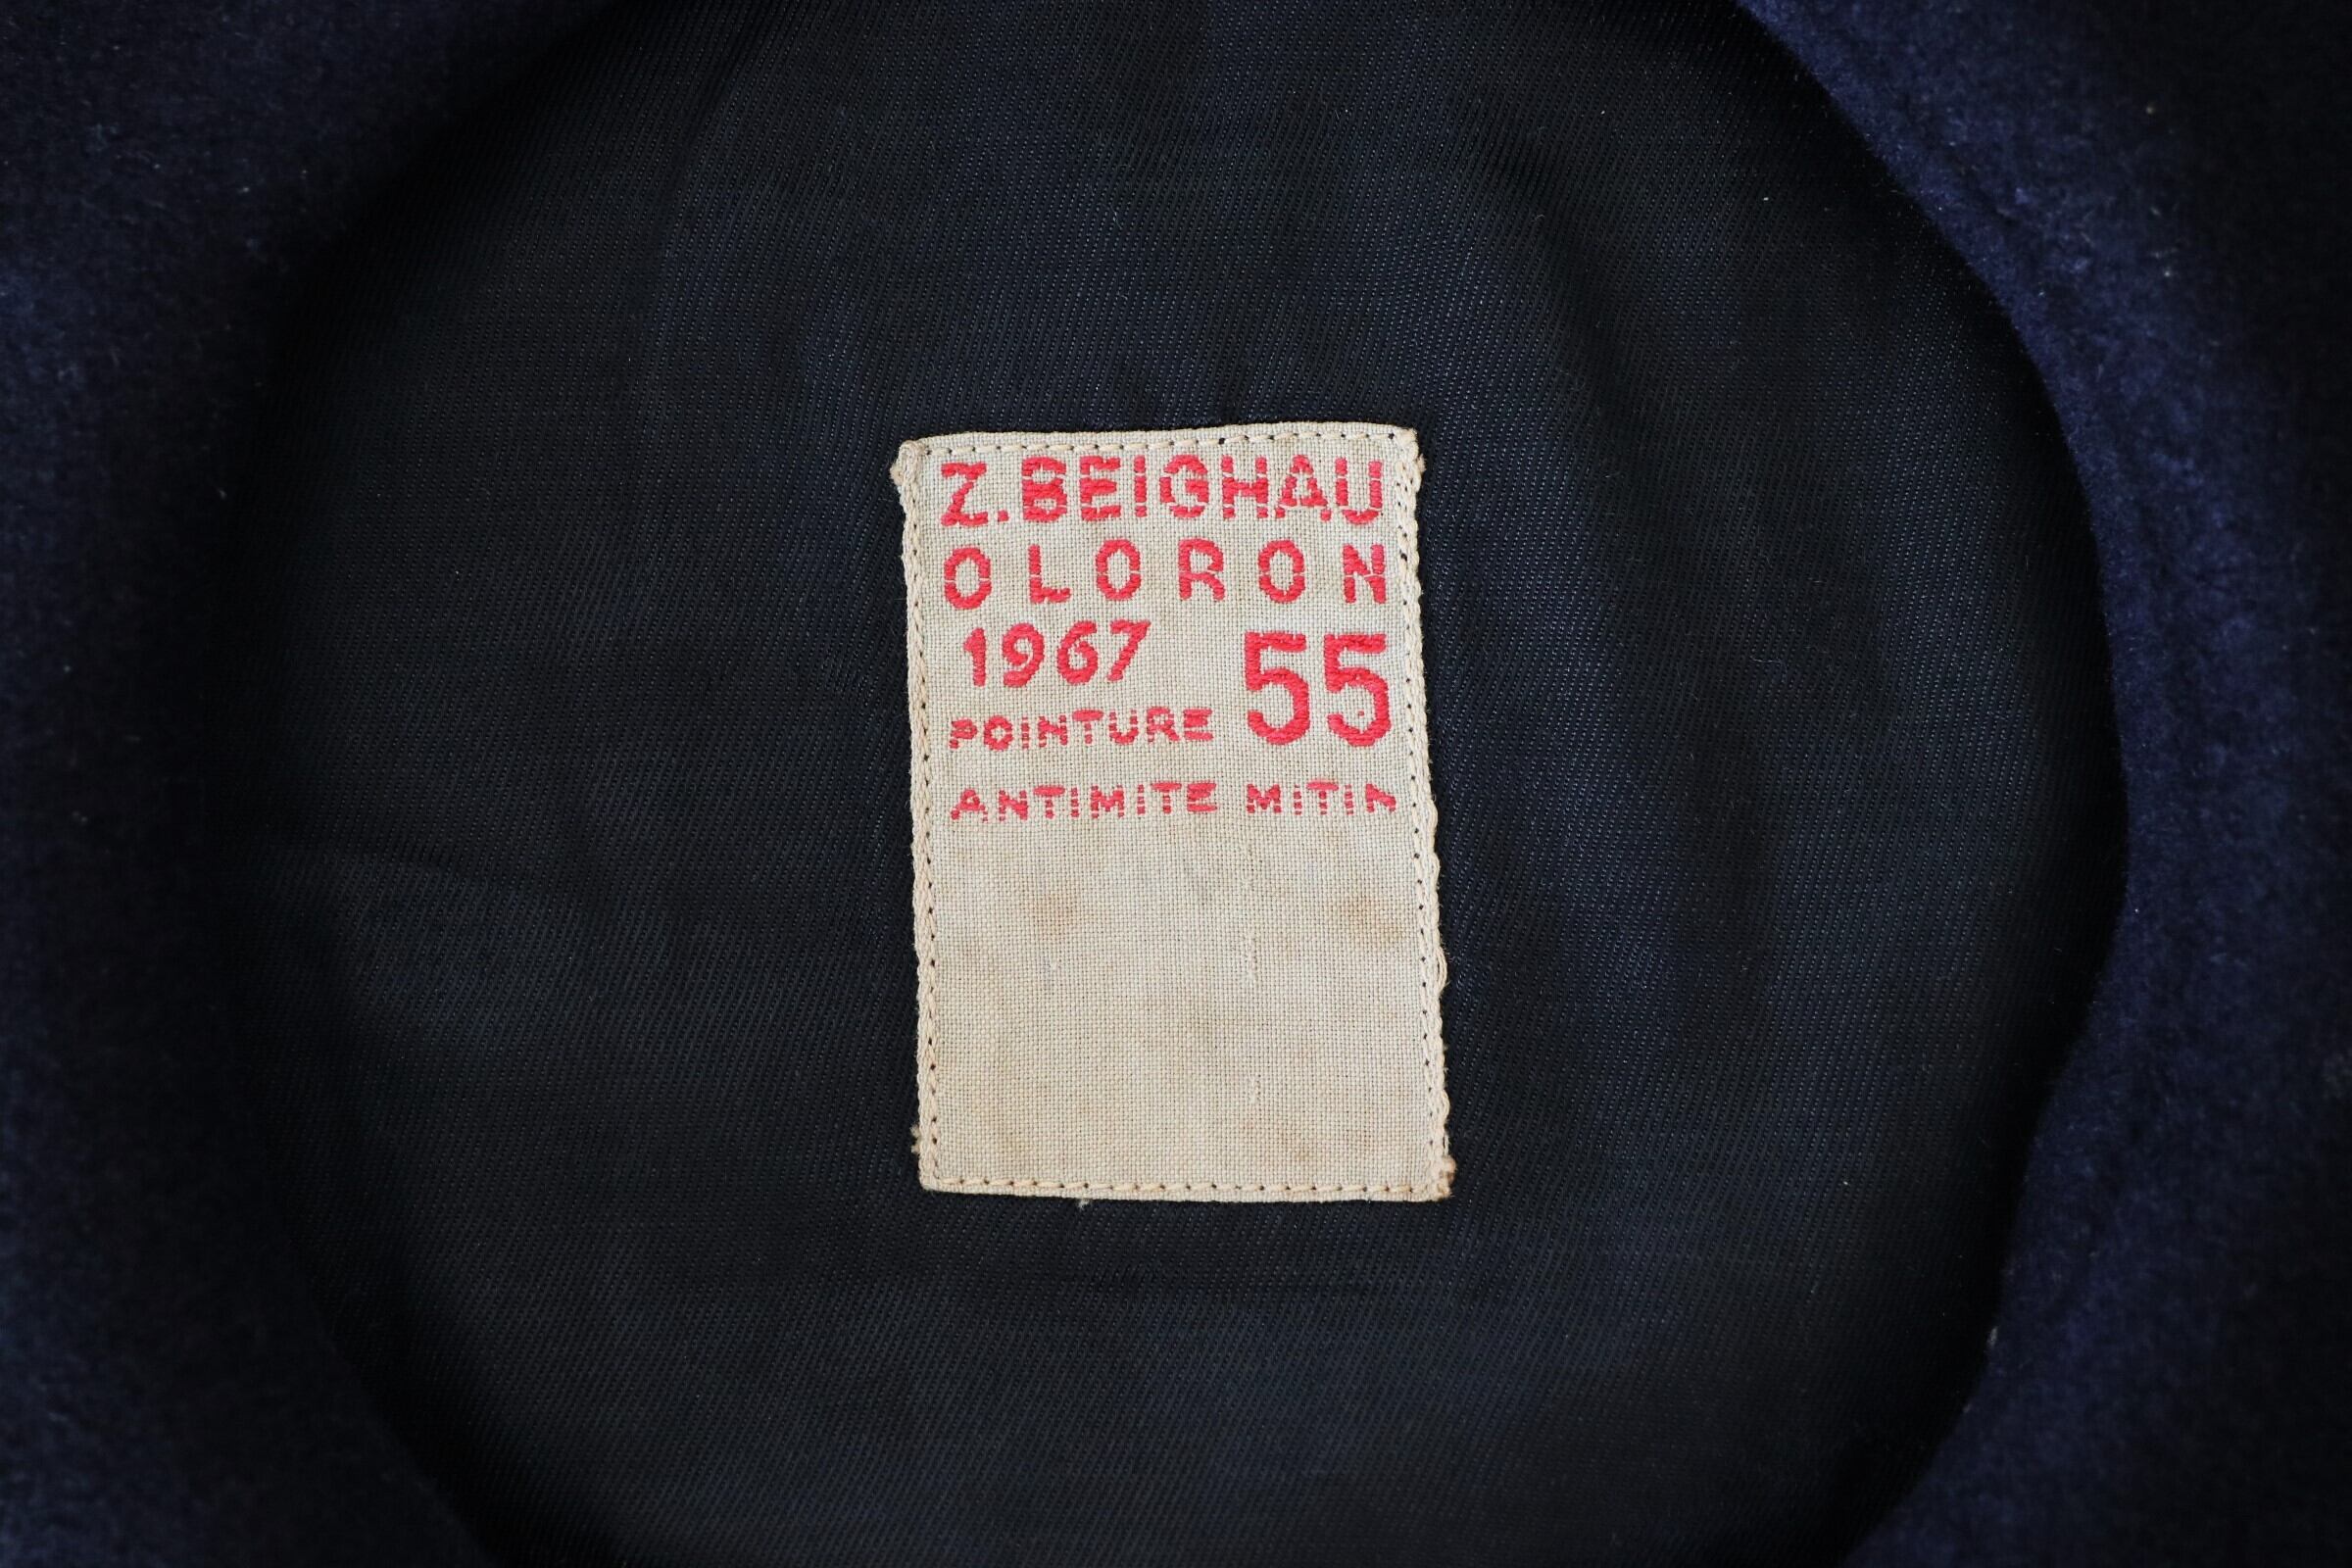 Z.BEIGHAU
OLORON
1967
POINTURE 55
ANTIMITE MITIN